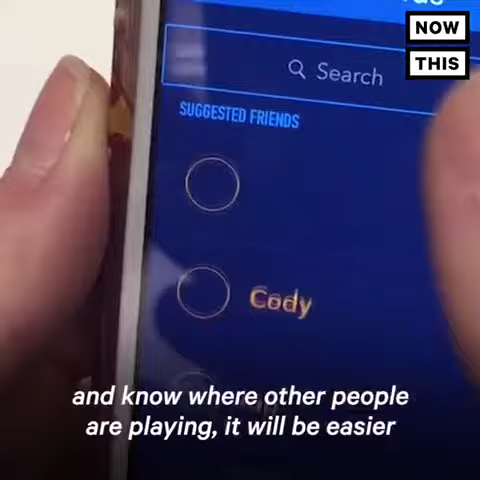 NOW
THIS
Search
SUGGESTED FRIENDS
Cody
and know where other people
are playing, it will be easier